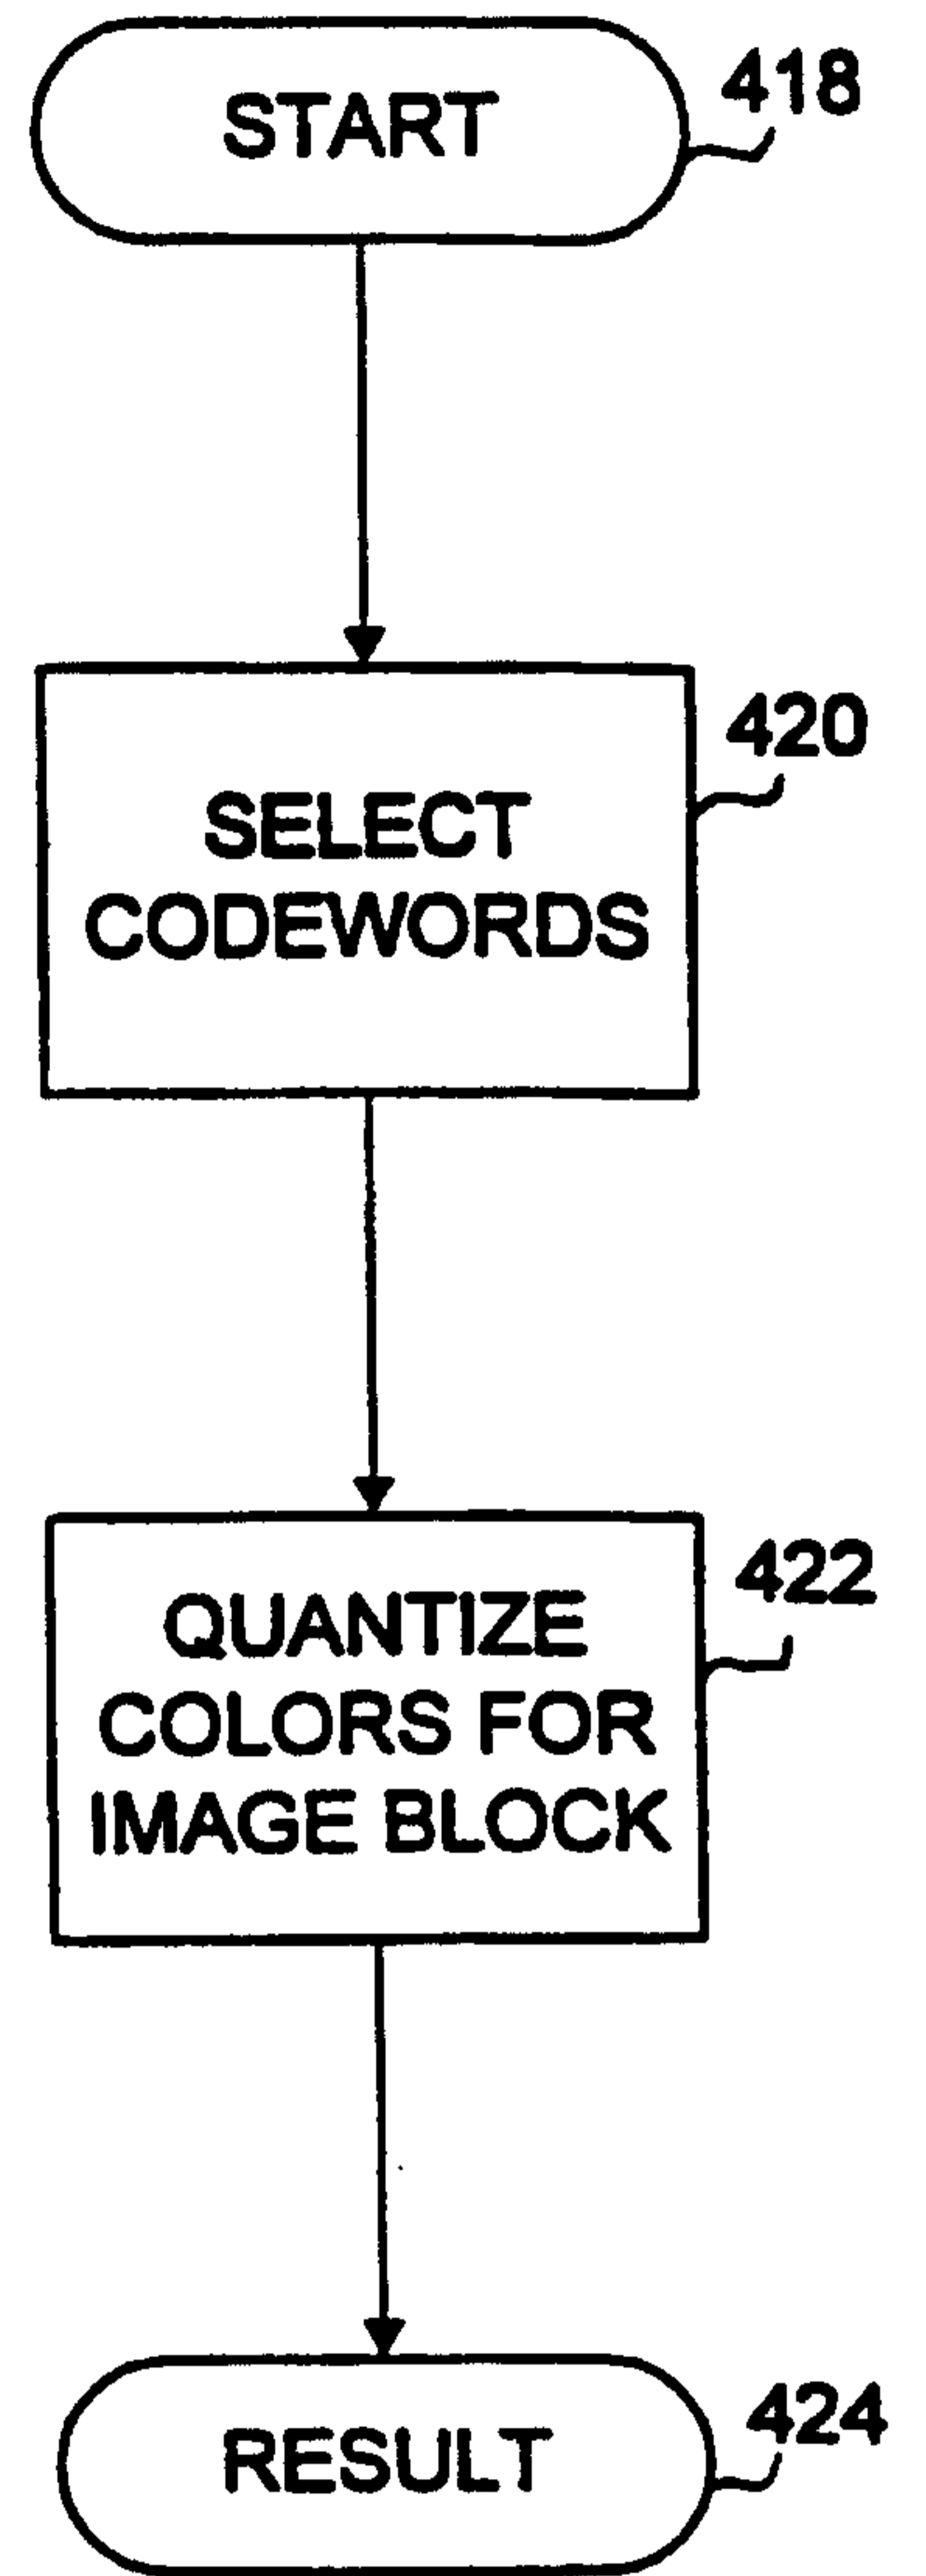 START
418
SELECT
CODEWORDS
420
QUANTIZE
COLORS FOR
IMAGE BLOCK
422
RESULT
424